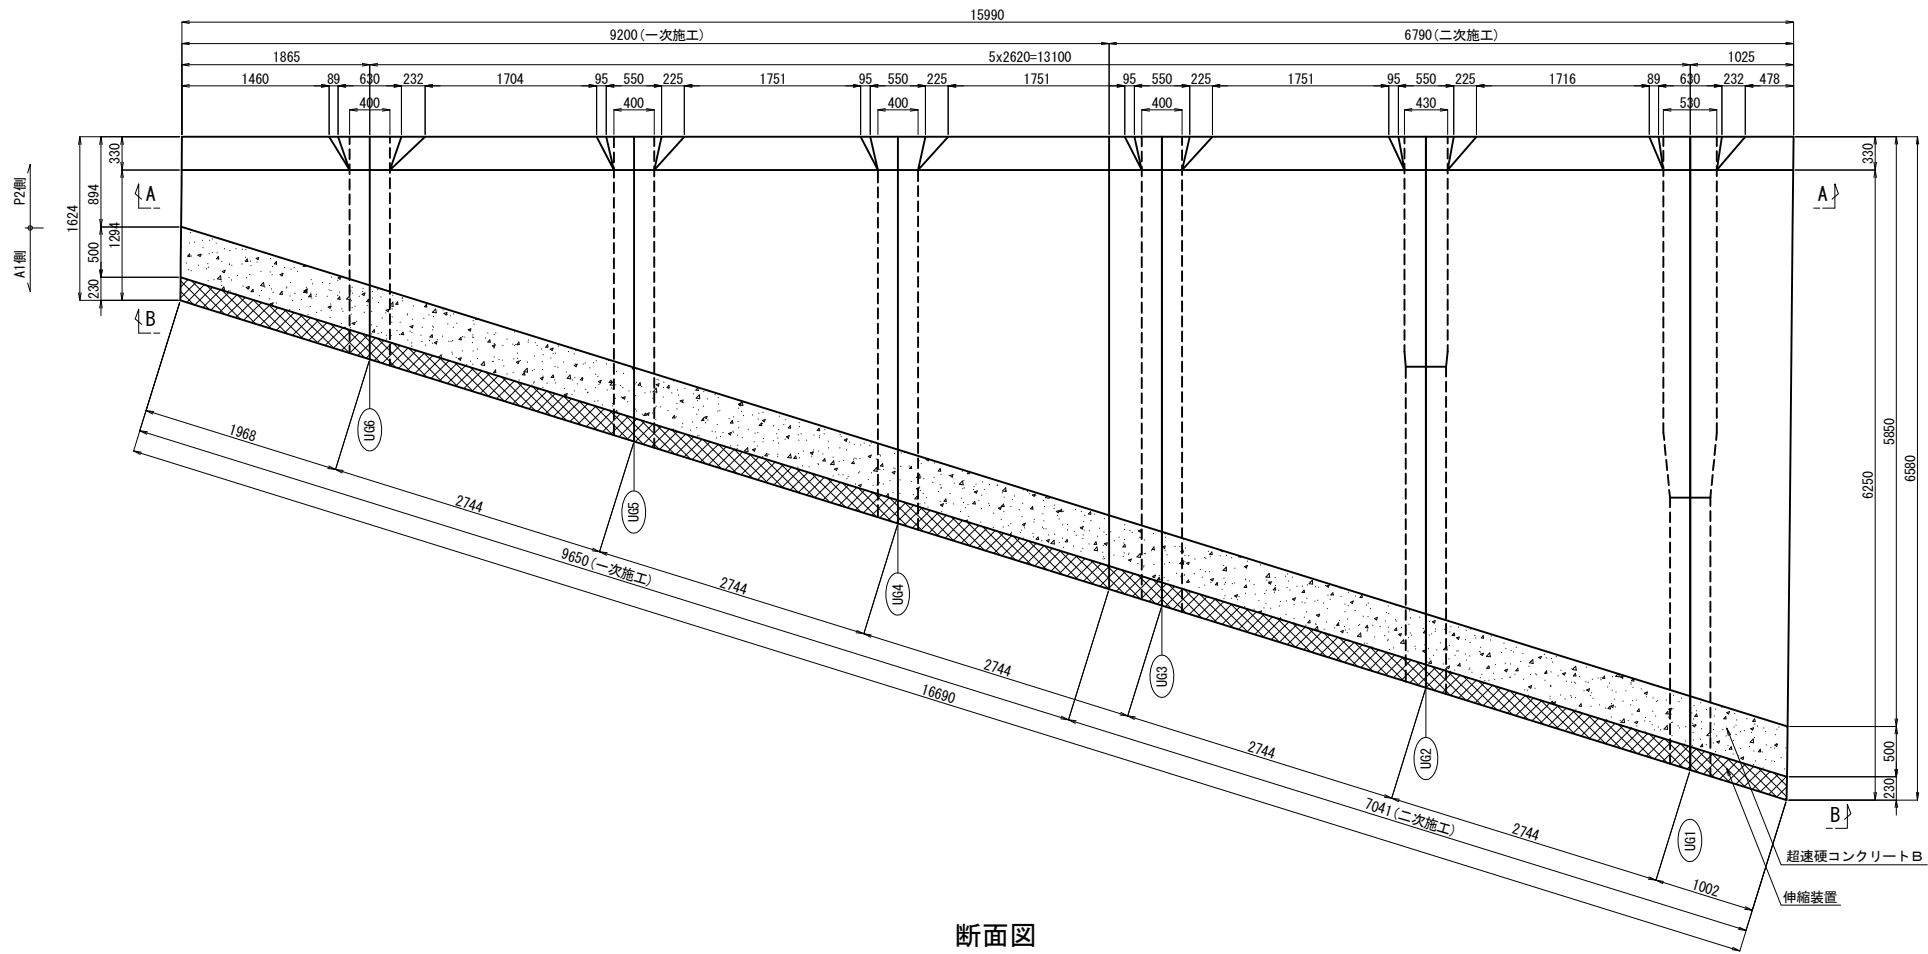 15990
9200(一次施工) 6790(二次施工)
1865 5x2620=13100 1025
1460 89 630 232 1704 95 550 225 1751 95 550 225 1751 95 550 225 1751 95 550 225 1716 89 630 232 478
400 400 400 400 430 530
330 330
P2側 894 A A
1624 1294
A1側 500
230
B
5850 6580
6250
1968 UG6
2744 UG5
9650(一次施工) 2744 UG4
2744 UG3
16690
2744 UG2
500
230
7041(二次施工) 2744 UG1 B
超速硬コンクリートB
1002
伸縮装置
断面図